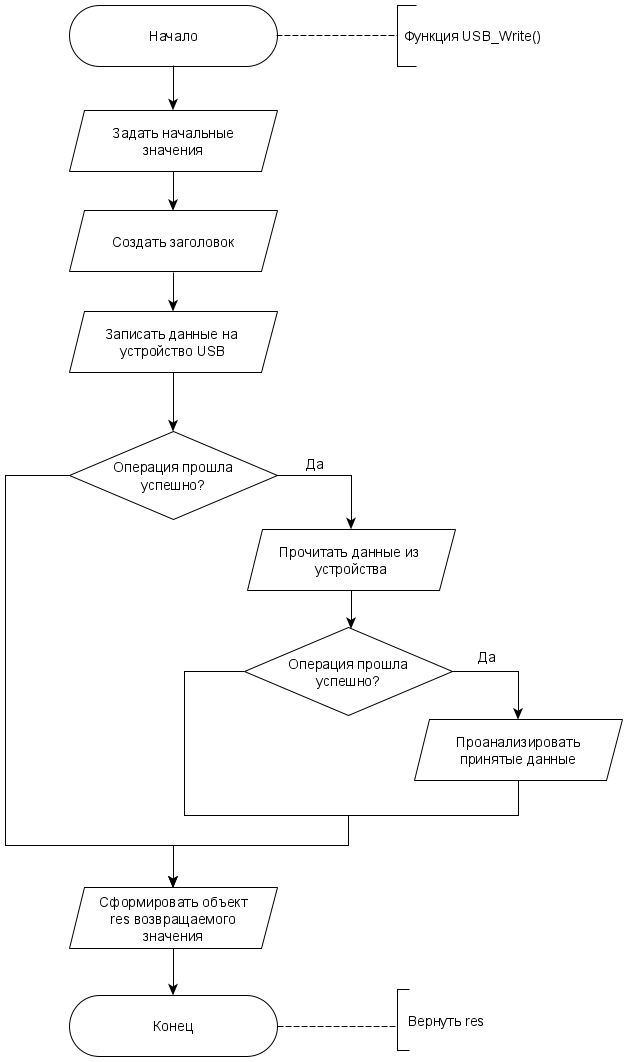 Начало
Функция USB_Write()
Задать начальные
значения
Создать заголовок
Записать данные на
устройство USB
Операция прошла
успешно?
Да
Прочитать данные из
устройства
Операция прошла
успешно?
Да
Проанализировать
принятые данные
Сформировать объект
res возвращаемого
значения
Конец
Вернуть res